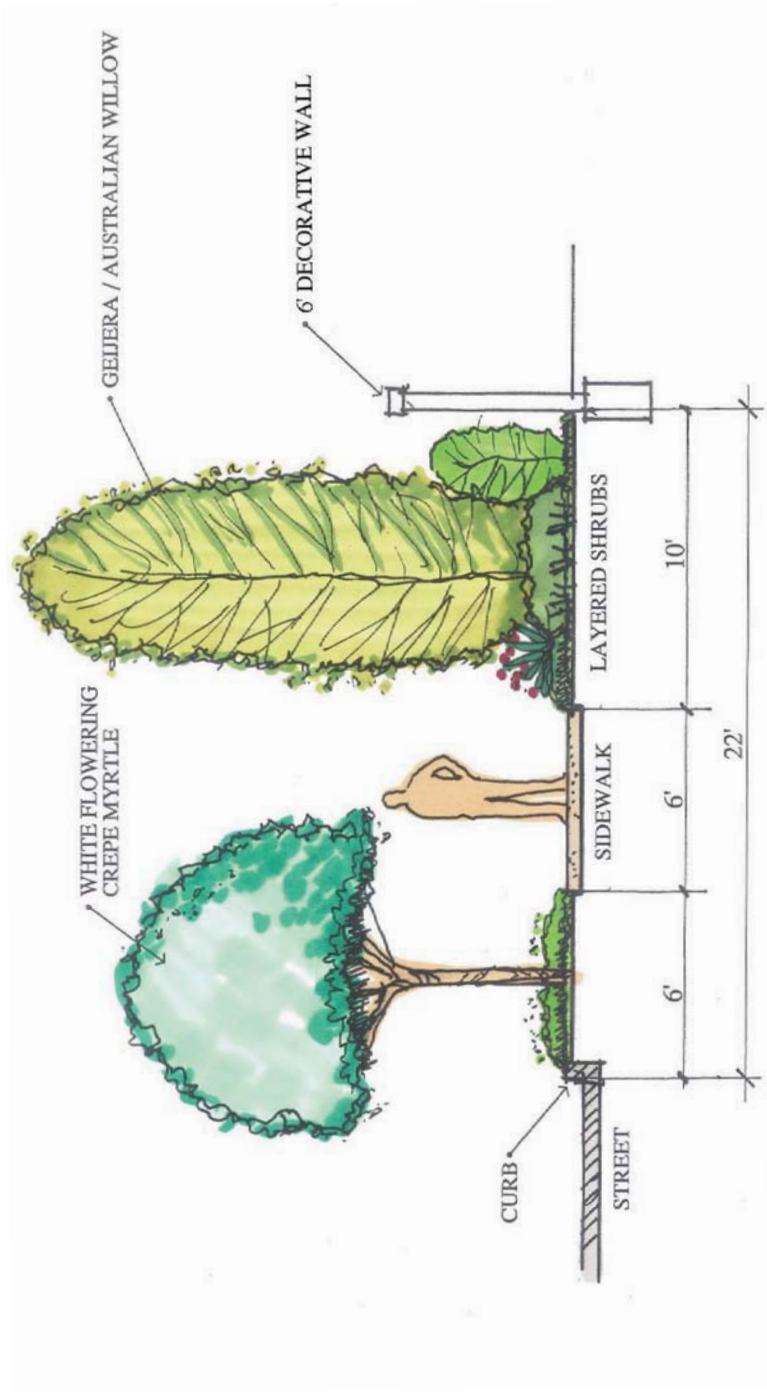 GEIJERA / AUSTRALIAN WILLOW
WHITE FLOWERING
CREPE MYRTLE
6' DECORATIVE WALL
CURB
STREET
SIDEWALK
LAYERED SHRUBS
6'
6'
10'
22'